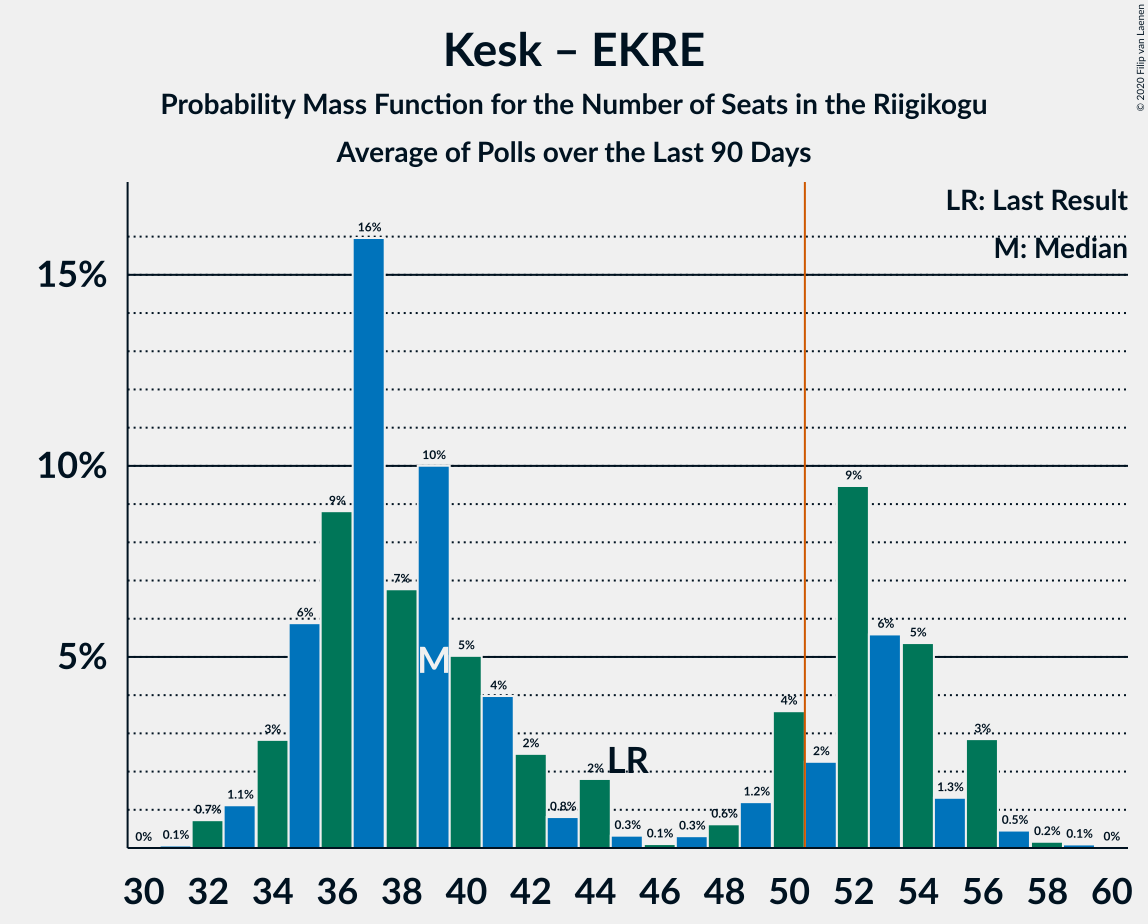 Kesk – EKRE
Probability Mass Function for the Number of Seats in the Riigikogu
Average of Polls over the Last 90 Days
© 2020 Filip van Laenen
LR: Last Result
M: Median
15%
10%
5%
0% 0.1% 0.7% 1.1% 3% 6% 9% 16% 7% 10% 5% 4% 2% 0.8% 2% 0.3% 0.1% 0.3% 0.6% 1.2% 4% 2% 9% 6% 5% 1.3% 3% 0.5% 0.2% 0.1% 0%
M
LR
30 32 34 36 38 40 42 44 46 48 50 52 54 56 58 60